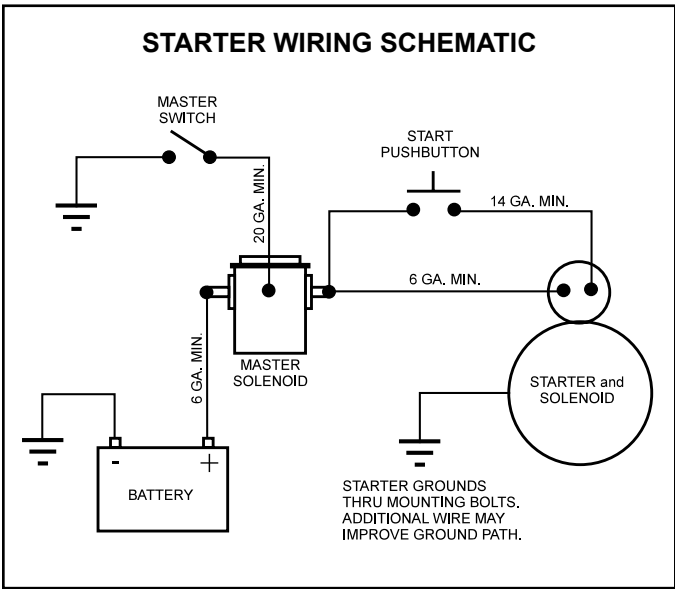 STARTER WIRING SCHEMATIC
MASTER
SWITCH
START
PUSHBUTTON
20 GA. MIN.
14 GA. MIN.
6 GA. MIN.
6 GA. MIN.
MASTER
SOLENOID
STARTER and
SOLENOID
- +
BATTERY
STARTER GROUNDS
THRU MOUNTING BOLTS.
ADDITIONAL WIRE MAY
IMPROVE GROUND PATH.